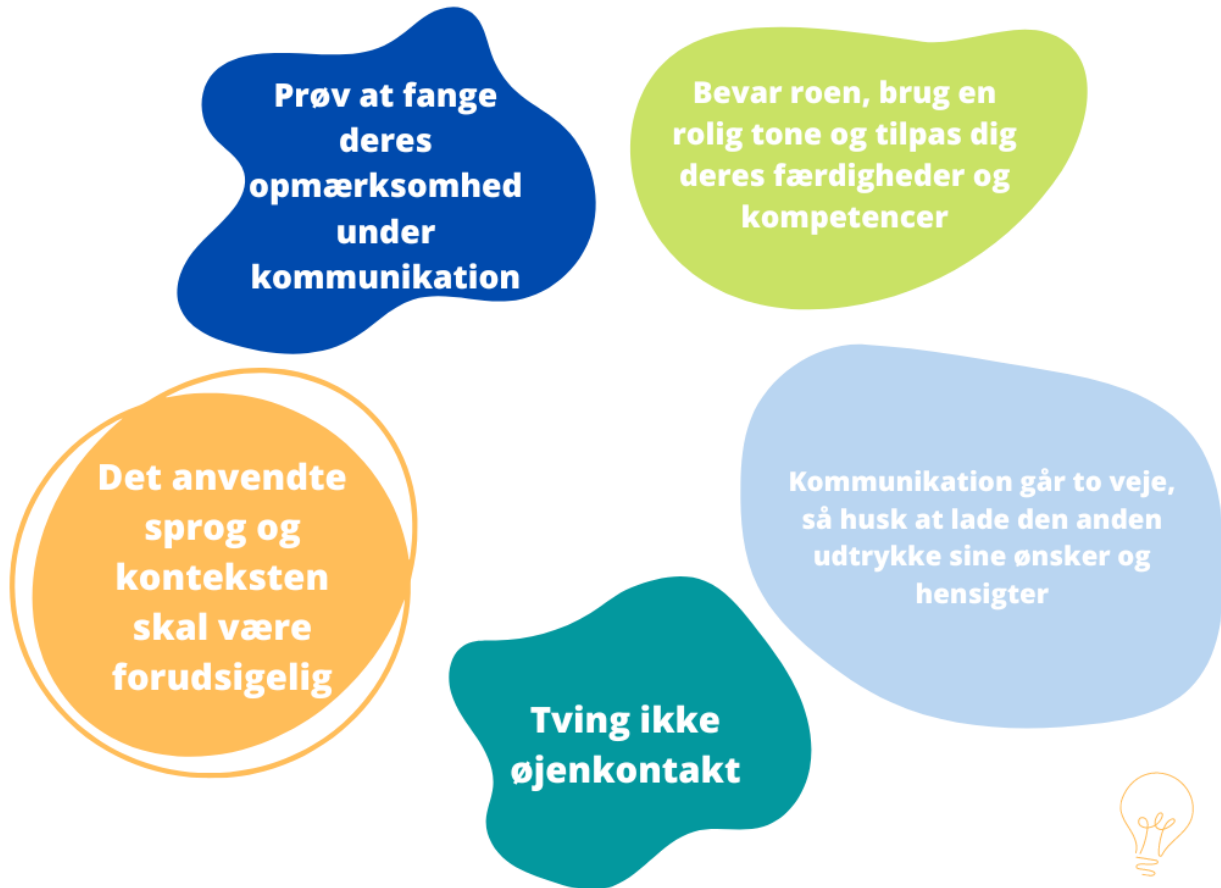 Prøv at fange
deres
opmærksomhed
under
kommunikation
Bevar roen, brug en
rolig tone og tilpas dig
deres færdigheder og
kompetencer
Det anvendte
sprog og
konteksten
skal være
forudsigelig
Kommunikation går to veje,
så husk at lade den anden
udtrykke sine ønsker og
hensigter
Tving ikke
øjenkontakt